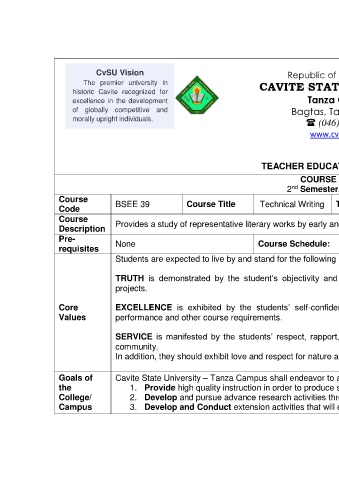 CvSU Vision
The premier university in
historic Cavite recognized for
excellence in the development
of globally competitive and
morally upright individuals.
Republic of
CAVITE STAT
Tanza C
Bagtas, Ta
☎ (046)
www.cv
TEACHER EDUCA
COURSE
2nd Semester,
Course
Code
BSEE 39
Course Title
Technical Writing
T
Course
Description
Provides a study of representative literary works by early an
Pre-
requisites
None
Course Schedule:
Core
Values
Students are expected to live by and stand for the following
TRUTH is demonstrated by the student's objectivity and
projects.
EXCELLENCE is exhibited by the students' self-confide
performance and other course requirements.
SERVICE is manifested by the students' respect, rapport,
community.
In addition, they should exhibit love and respect for nature a
Goals of
the
College/
Campus
Cavite State University – Tanza Campus shall endeavor to a
1. Provide high quality instruction in order to produce s
2. Develop and pursue advance research activities thr
3. Develop and Conduct extension activities that will e